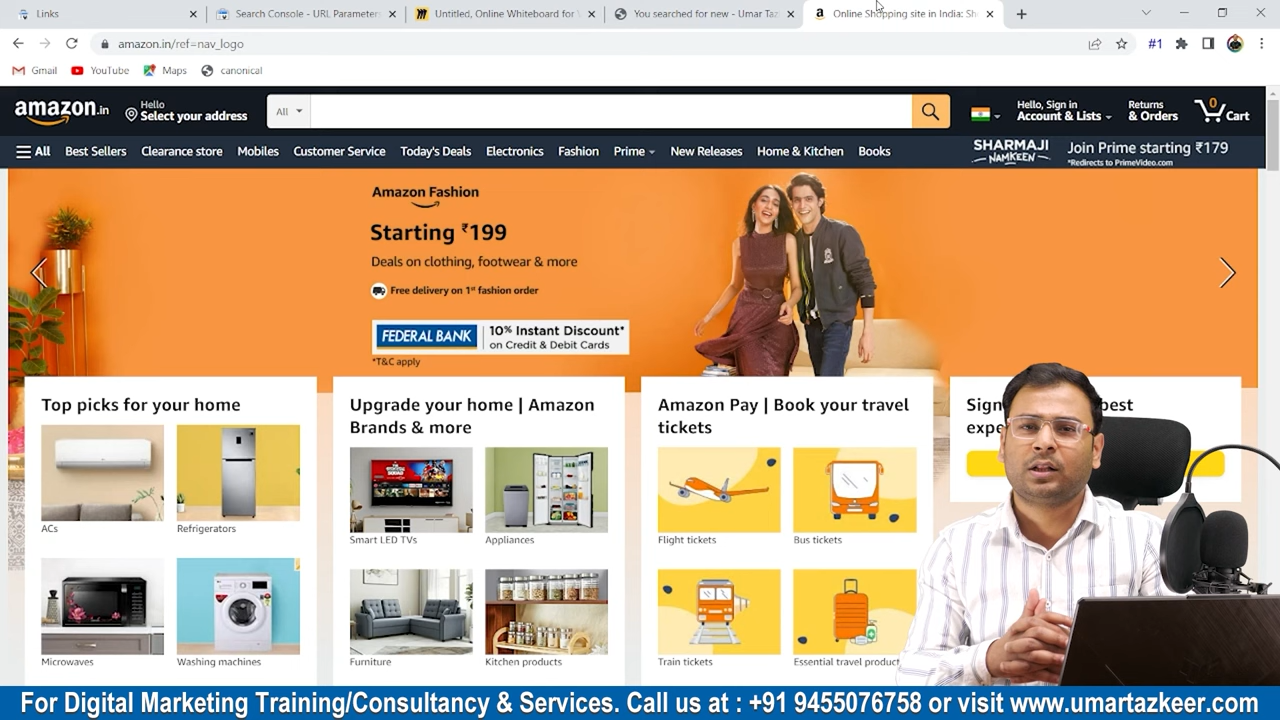 Links
Search Console - URL Parameters
Untitled, Online Whiteboard for V
You searched for new - Umar Taz
Online Shopping site in India: Sh
amazon.in/ref=nav_logo
#1
Gmail
YouTube
Maps
canonical
amazon.in
Hello
Select your address
All
Hello, Sign in
Account & Lists
Returns
& Orders
0
Cart
All
Best Sellers
Clearance store
Mobiles
Customer Service
Today's Deals
Electronics
Fashion
Prime
New Releases
Home & Kitchen
Books
SHARMAJI
NAMKEEN
Join Prime starting ₹179
*Redirects to PrimeVideo.com
Amazon Fashion
Starting ₹199
Deals on clothing, footwear & more
Free delivery on 1st fashion order
FEDERAL BANK
10% Instant Discount*
on Credit & Debit Cards
*T&C apply
Top picks for your home
ACs
Refrigerators
Microwaves
Washing machines
Upgrade your home | Amazon
Brands & more
Smart LED TVs
Appliances
Furniture
Kitchen products
Amazon Pay | Book your travel
tickets
Flight tickets
Bus tickets
Train tickets
Essential travel product
Sign best
expe
For Digital Marketing Training/Consultancy & Services. Call us at : +91 9455076758 or visit www.umartazkeer.com